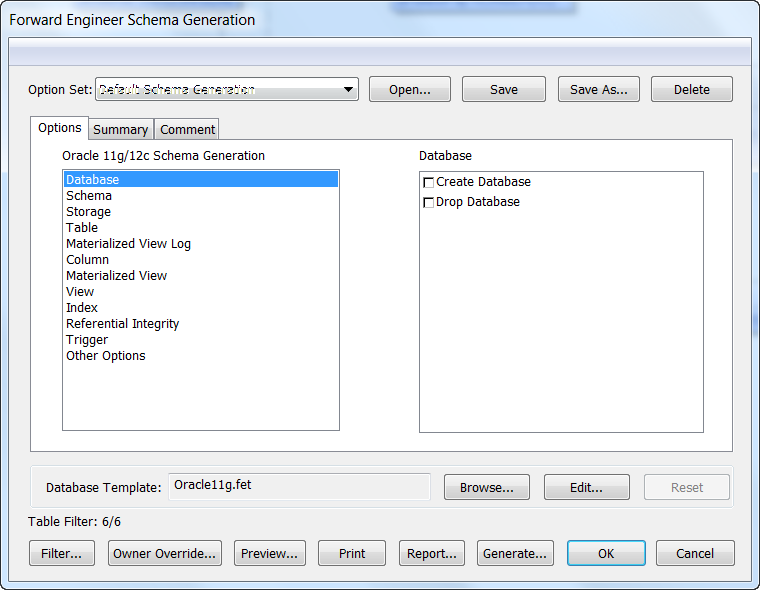 Forward Engineer Schema Generation
Option Set: Default Schema Generation Open... Save Save As... Delete
Options Summary Comment
Oracle 11g/12c Schema Generation
Database
Schema
Storage
Table
Materialized View Log
Column
Materialized View
View
Index
Referential Integrity
Trigger
Other Options
Database
Create Database
Drop Database
Database Template: Oracle11g.fet Browse... Edit... Reset
Table Filter: 6/6
Filter... Owner Override... Preview... Print Report... Generate... OK Cancel